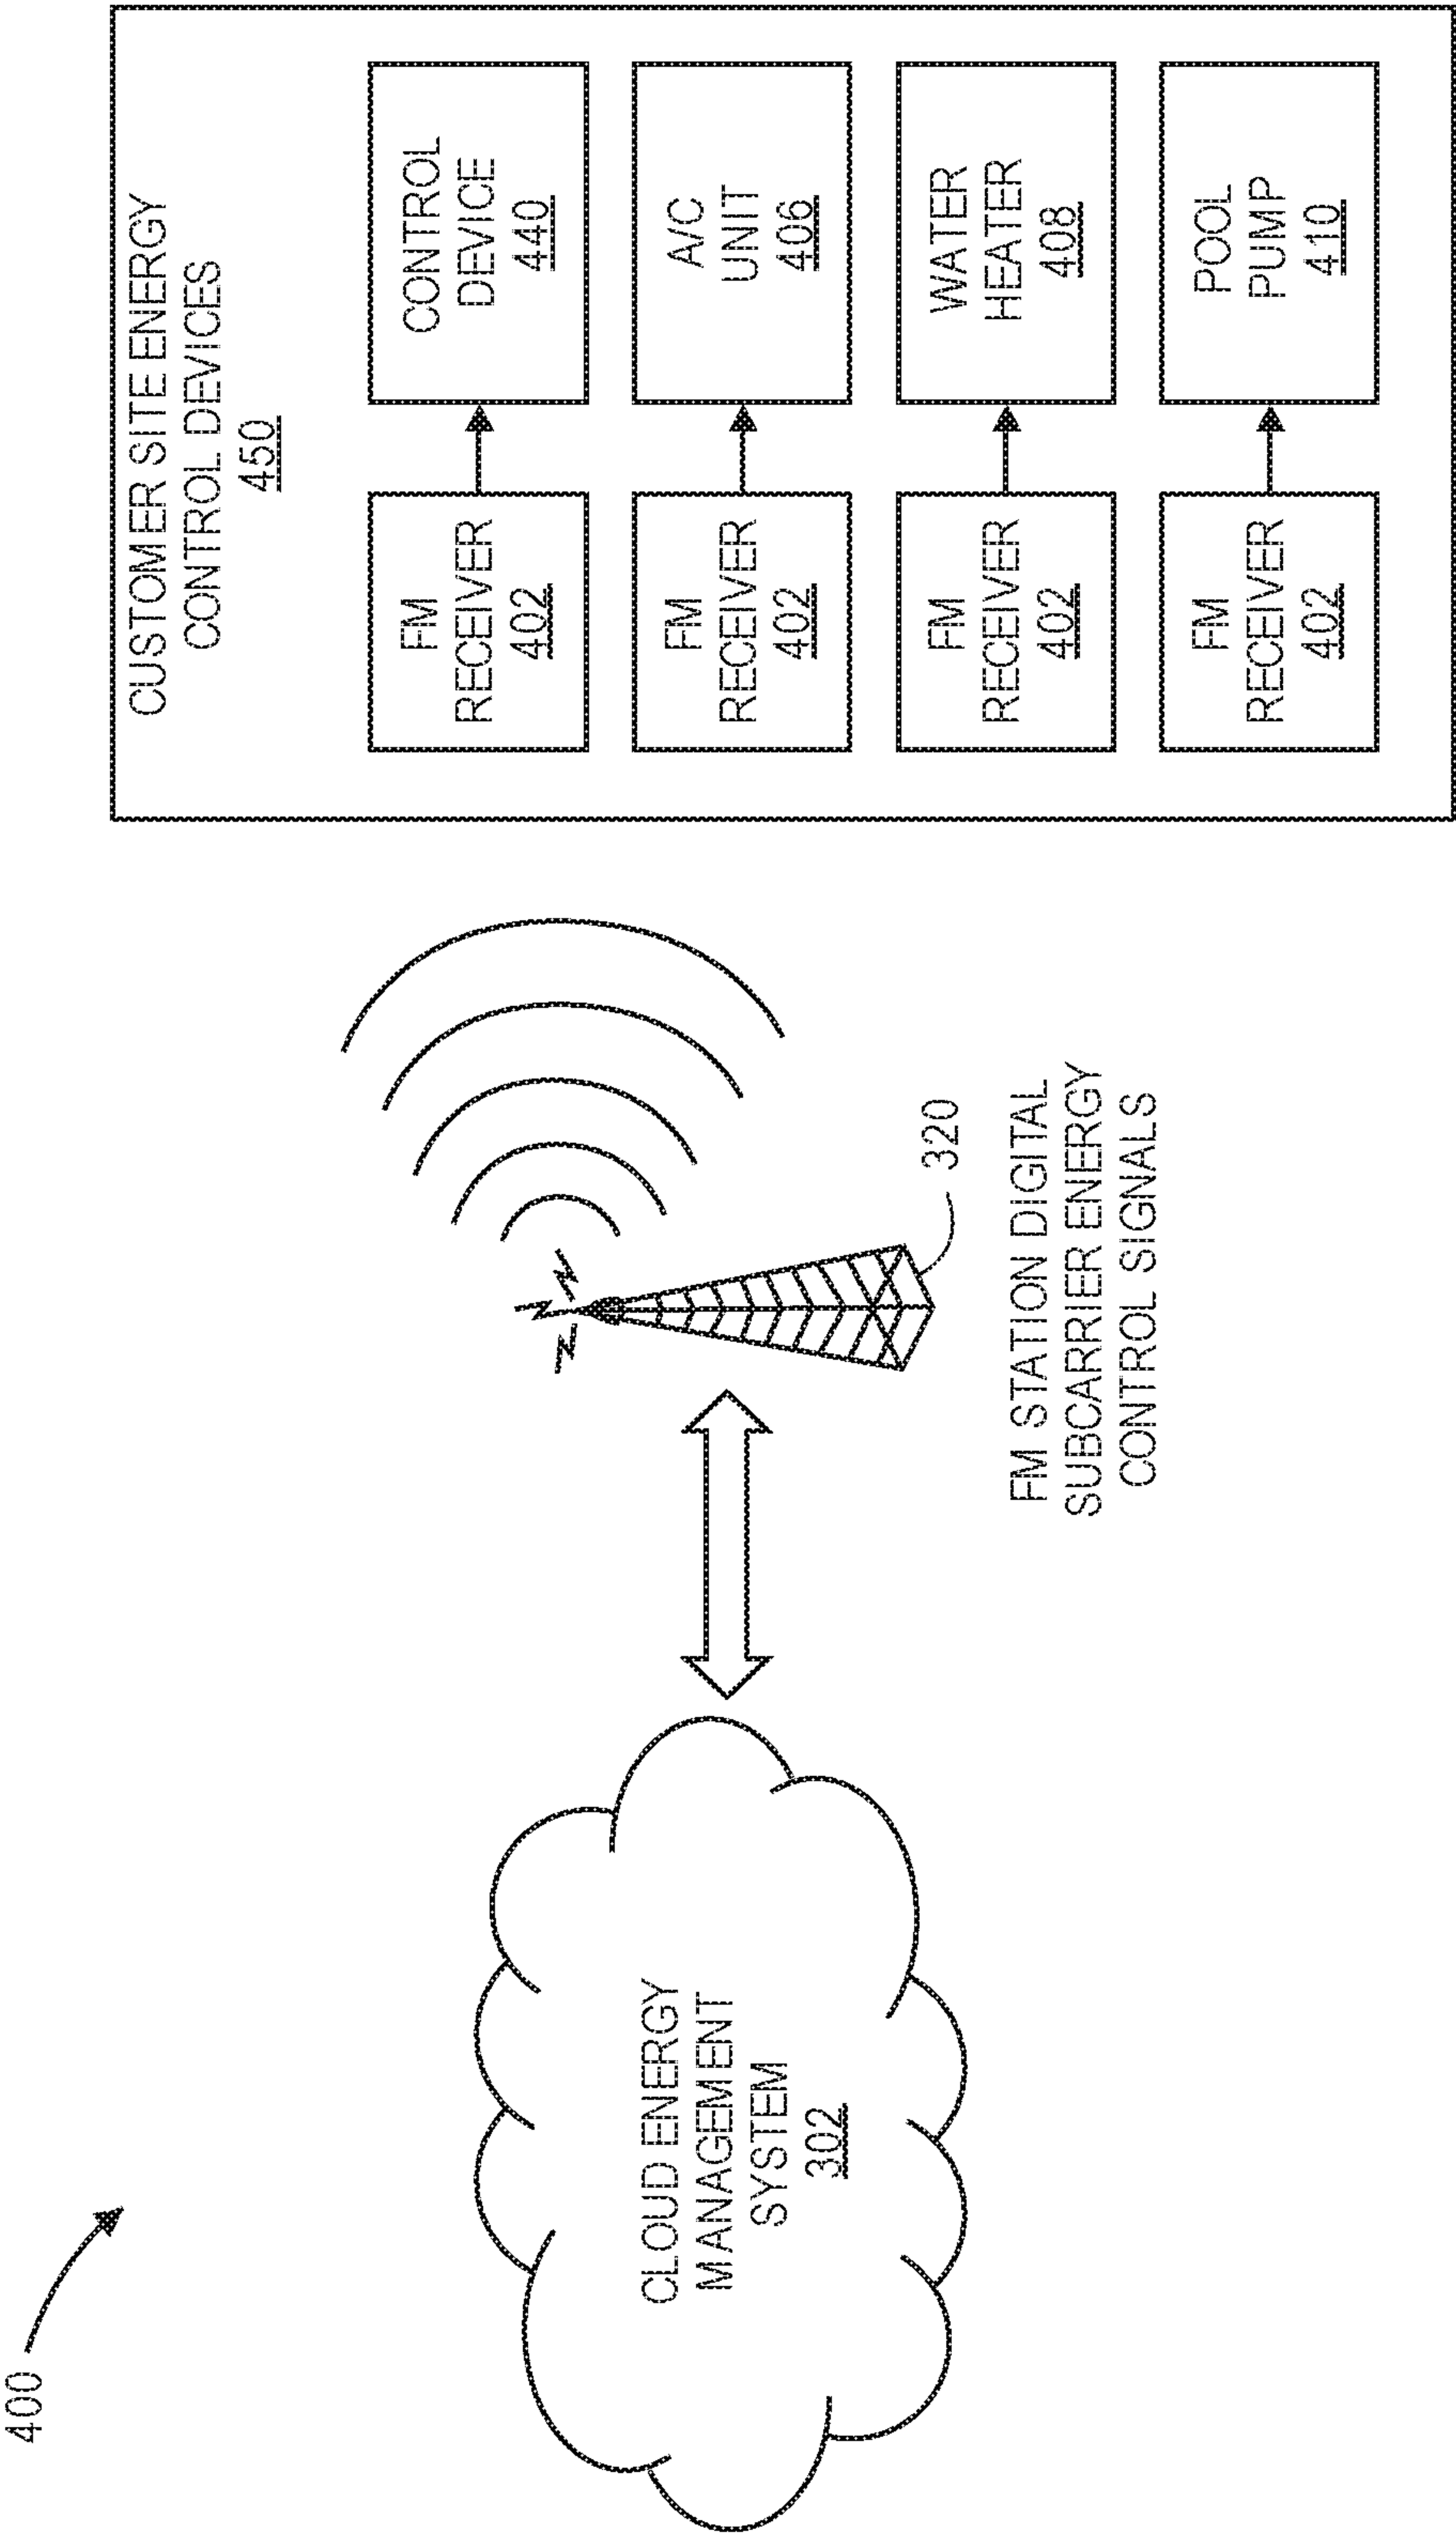 400
CLOUD ENERGY
MANAGEMENT
SYSTEM
302
320
FM STATION DIGITAL
SUBCARRIER ENERGY
CONTROL SIGNALS
CUSTOMER SITE ENERGY
CONTROL DEVICES
450
FM
RECEIVER
402
CONTROL
DEVICE
440
FM
RECEIVER
402
A/C
UNIT
406
FM
RECEIVER
402
WATER
HEATER
408
FM
RECEIVER
402
POOL
PUMP
410